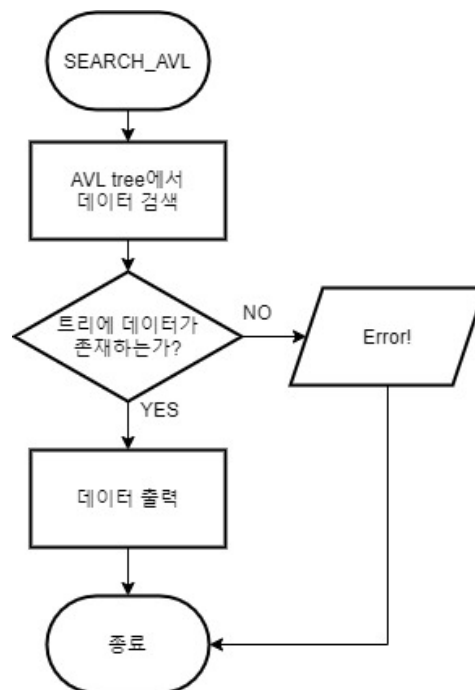 SEARCH_AVL
AVL tree에서
데이터 검색
트리에 데이터가
존재하는가?
NO
Error!
YES
데이터 출력
종료